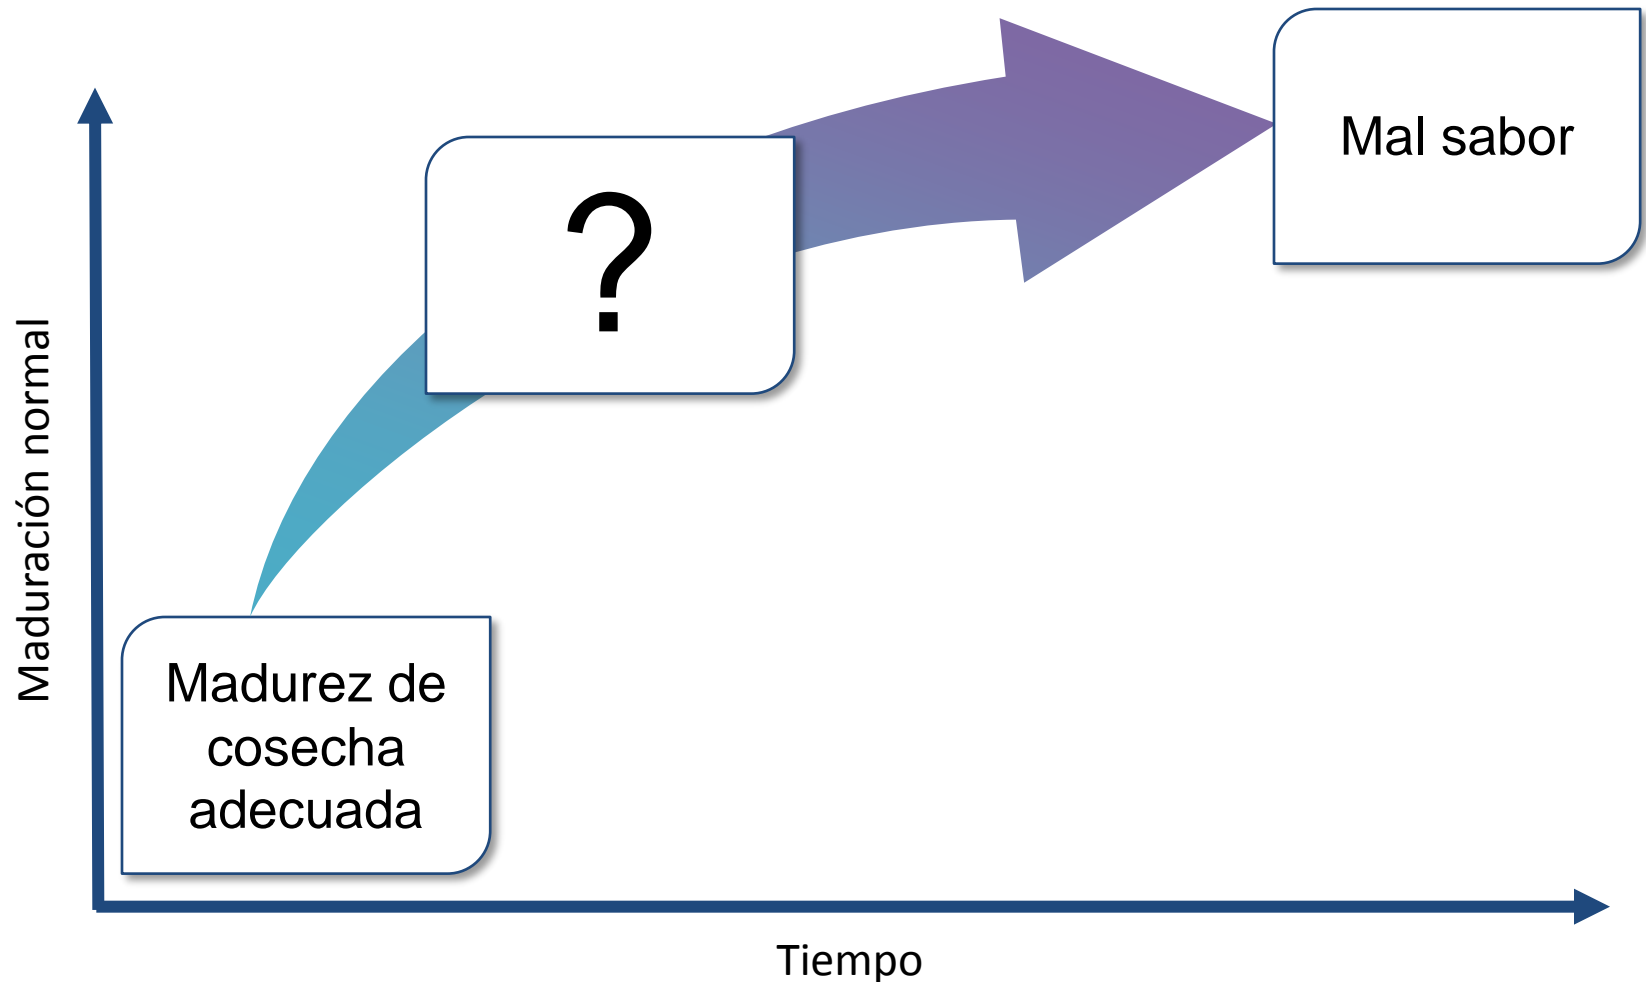 Mal sabor
?
Maduración normal
Madurez de
cosecha
adecuada
Tiempo